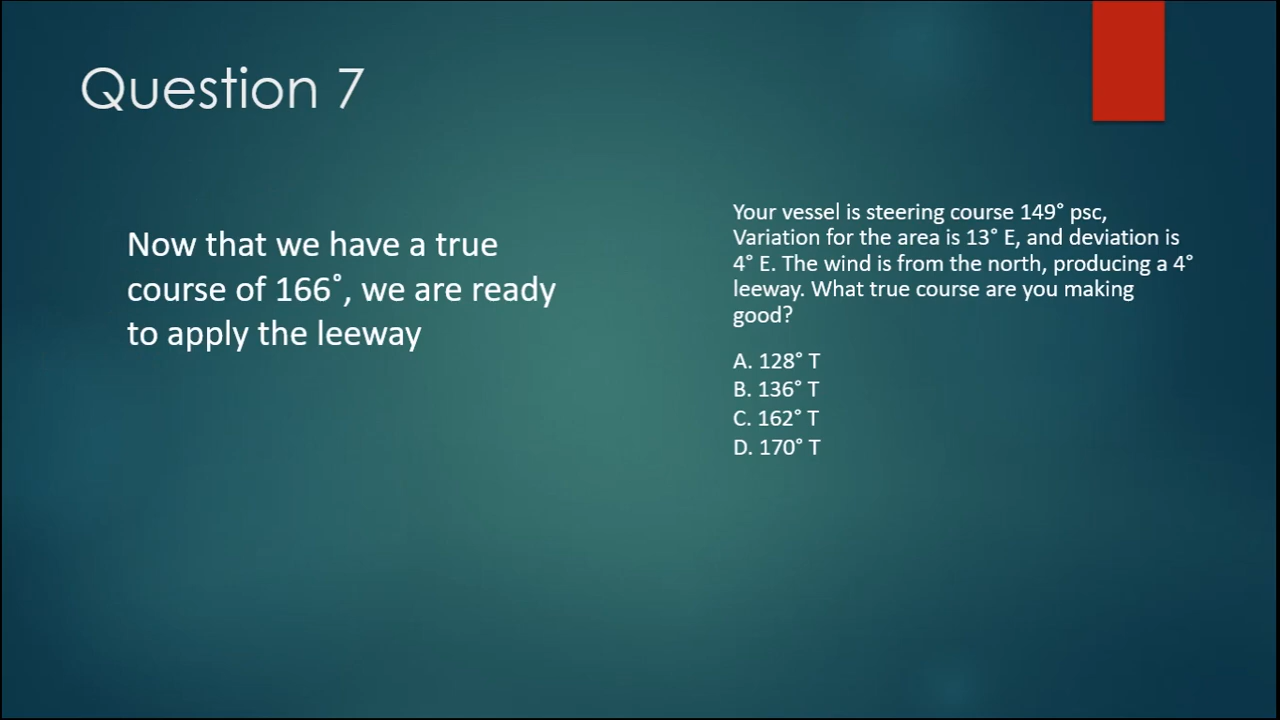 Question 7
Now that we have a true
course of 166˚, we are ready
to apply the leeway
Your vessel is steering course 149° psc,
Variation for the area is 13° E, and deviation is
4° E. The wind is from the north, producing a 4°
leeway. What true course are you making
good?
A. 128° T
B. 136° T
C. 162° T
D. 170° T